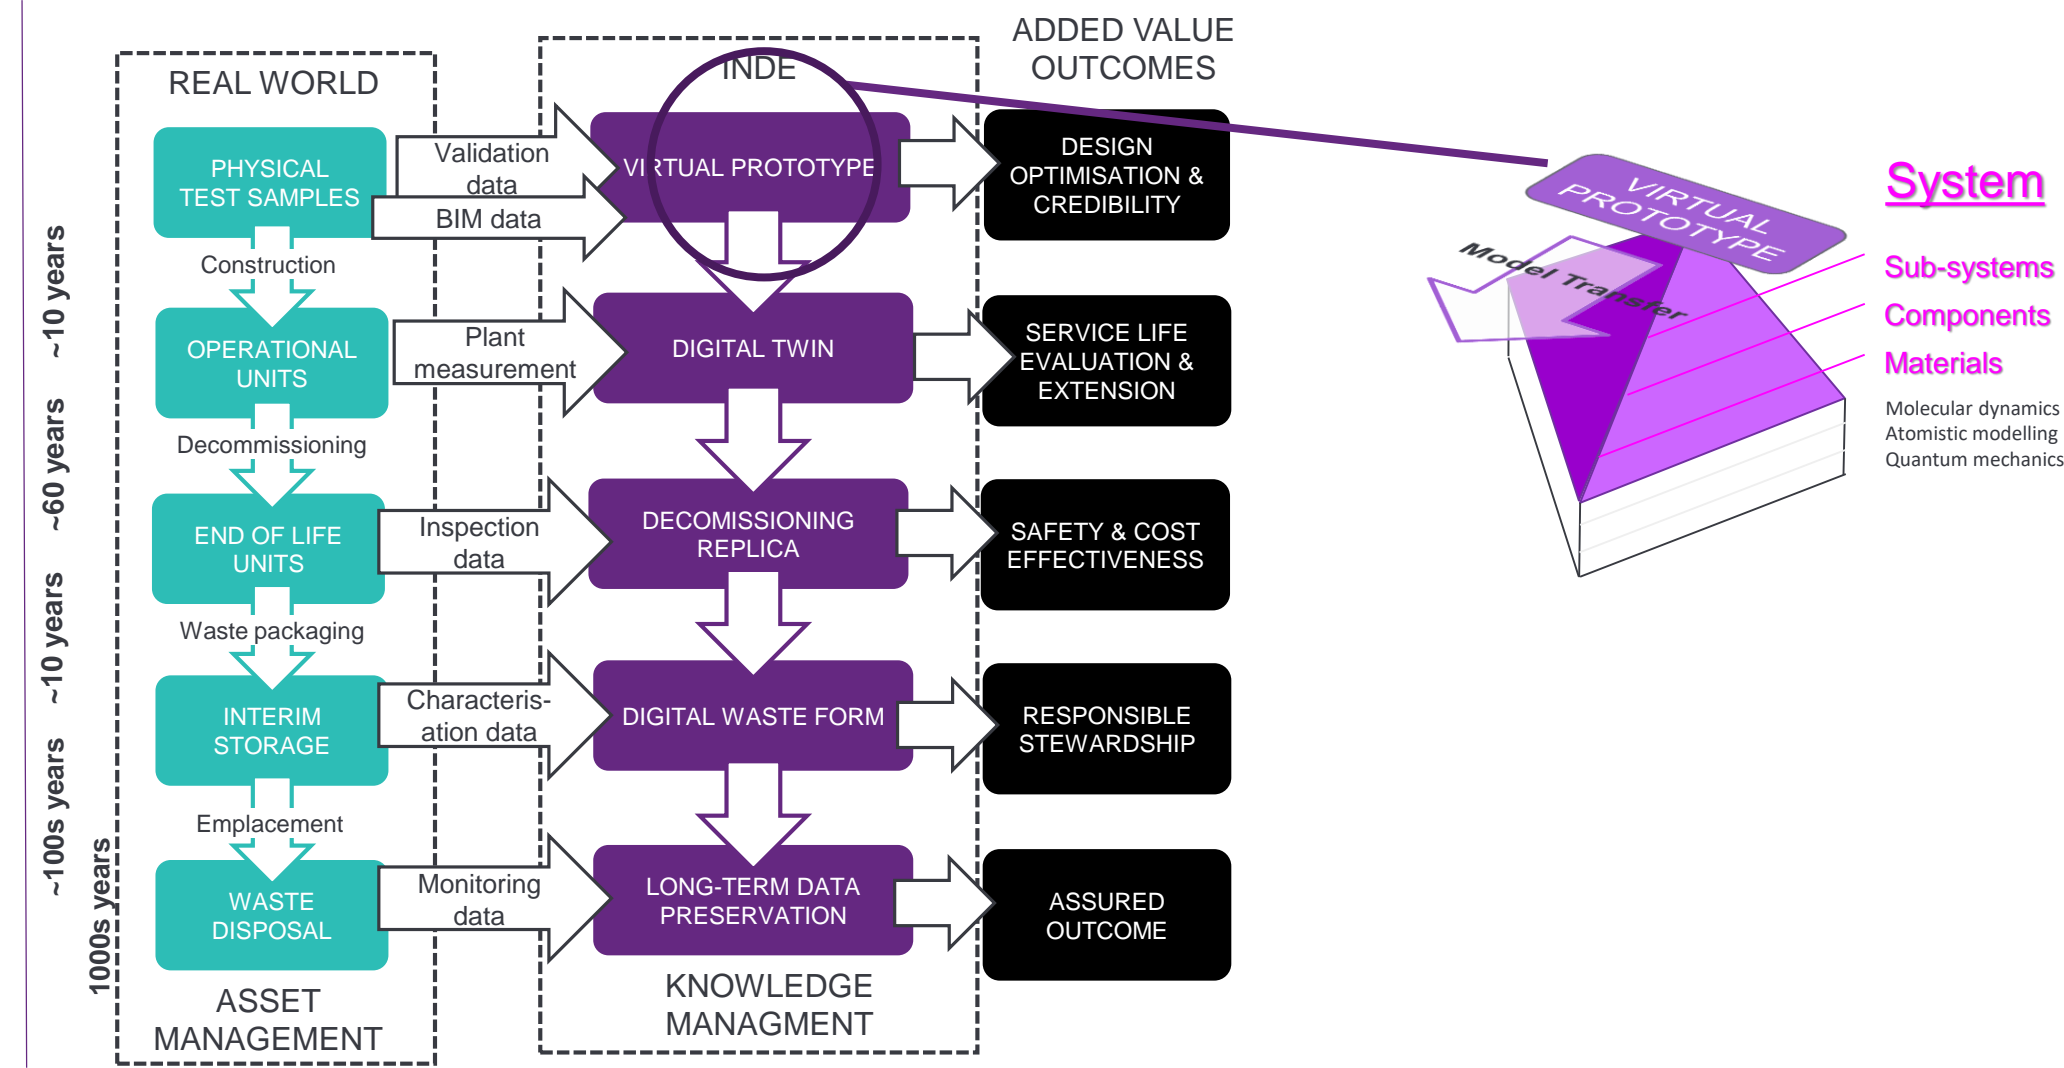 REAL WORLD
PHYSICAL
TEST SAMPLES
Construction
OPERATIONAL
UNITS
Decommissioning
END OF LIFE
UNITS
Waste packaging
INTERIM
STORAGE
Emplacement
WASTE
DISPOSAL
ASSET
MANAGEMENT
~10 years
~60 years
~10 years
~100s years
1000s years
Validation
data
BIM data
Plant
measurement
Inspection
data
Characteris-
ation data
Monitoring
data
INDE
VIRTUAL PROTOTYPE
DIGITAL TWIN
DECOMISSIONING
REPLICA
DIGITAL WASTE FORM
LONG-TERM DATA
PRESERVATION
KNOWLEDGE
MANAGMENT
ADDED VALUE
OUTCOMES
DESIGN
OPTIMISATION &
CREDIBILITY
SERVICE LIFE
EVALUATION &
EXTENSION
SAFETY & COST
EFFECTIVENESS
RESPONSIBLE
STEWARDSHIP
ASSURED
OUTCOME
VIRTUAL
PROTOTYPE
Model Transfer
System
Sub-systems
Components
Materials
Molecular dynamics
Atomistic modelling
Quantum mechanics